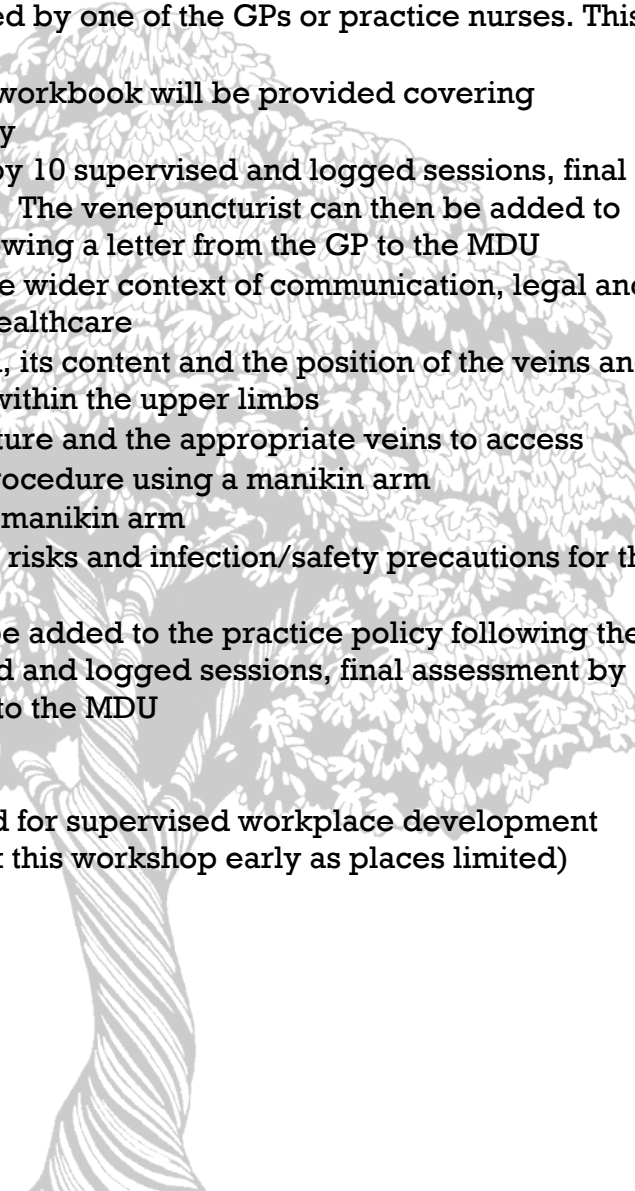 ed by one of the GPs or practice nurses. This
workbook will be provided covering
y
by 10 supervised and logged sessions, final
The venepuncturist can then be added to
owing a letter from the GP to the MDU
e wider context of communication, legal and
ealthcare
, its content and the position of the veins an
within the upper limbs
ture and the appropriate veins to access
rocedure using a manikin arm
manikin arm
risks and infection/safety precautions for th
be added to the practice policy following the
d and logged sessions, final assessment by
to the MDU
d for supervised workplace development
t this workshop early as places limited)